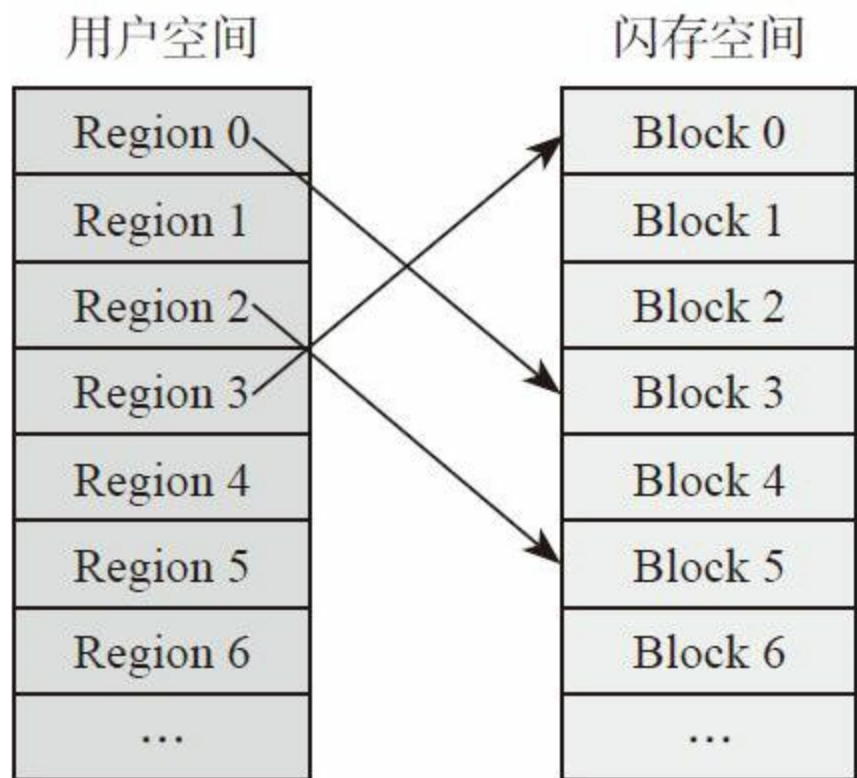 用户空间
Region 0
Region 1
Region 2
Region 3
Region 4
Region 5
Region 6
…
闪存空间
Block 0
Block 1
Block 2
Block 3
Block 4
Block 5
Block 6
…